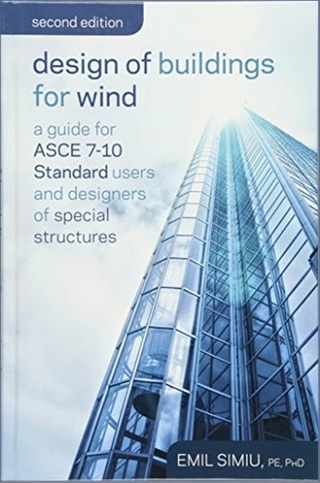 second edition
design of buildings
for wind
a guide for
ASCE 7-10
Standard users
and designers
of special
structures
EMIL SIMIU, PE, PhD